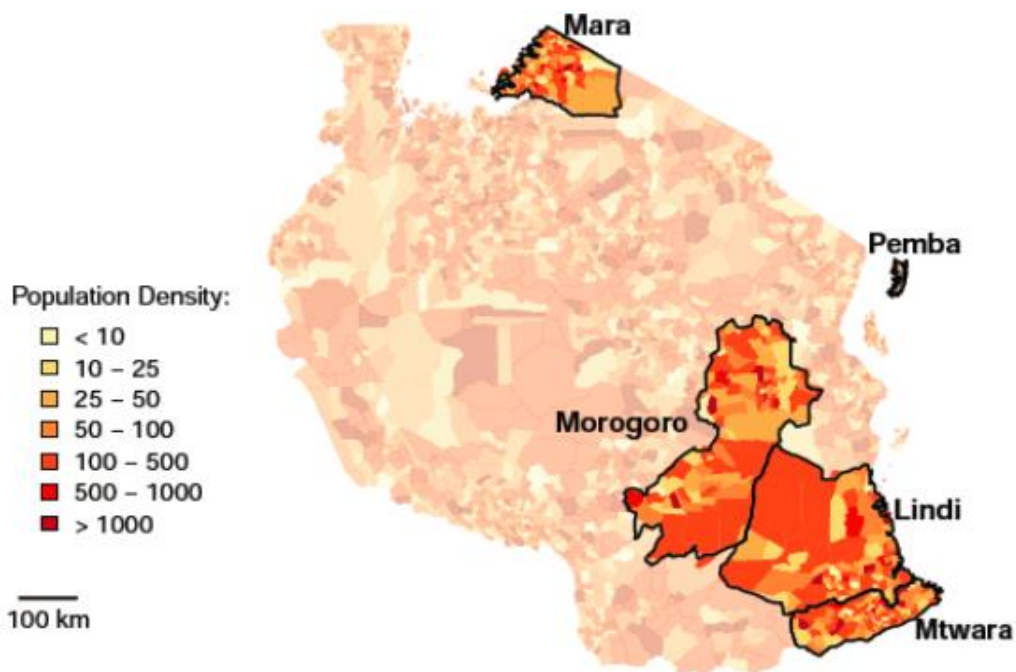 Mara
Pemba
Population Density:
< 10
10 – 25
25 – 50
50 – 100
100 – 500
500 – 1000
> 1000
Morogoro
Lindi
100 km
Mtwara